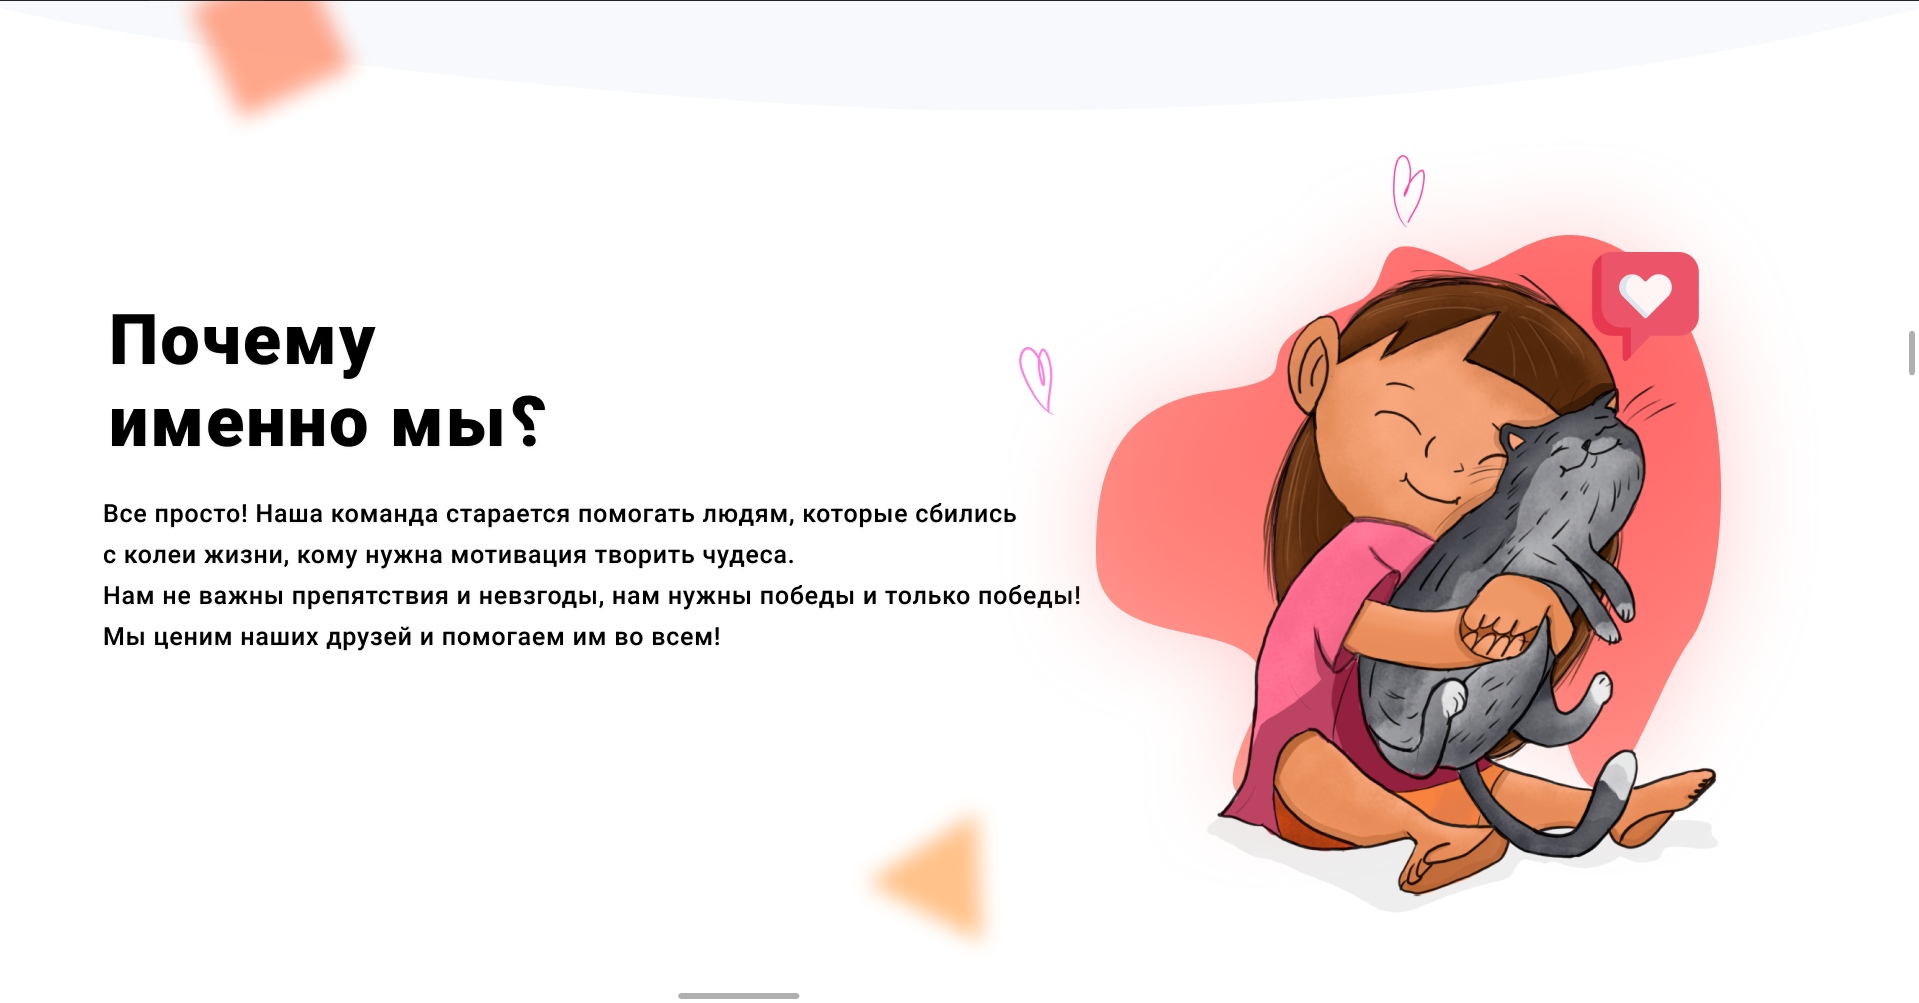 Почему
именно мы؟
Все просто! Наша команда старается помогать людям, которые сбились
с колеи жизни, кому нужна мотивация творить чудеса.
Нам не важны препятствия и невзгоды, нам нужны победы и только победы!
Мы ценим наших друзей и помогаем им во всем!